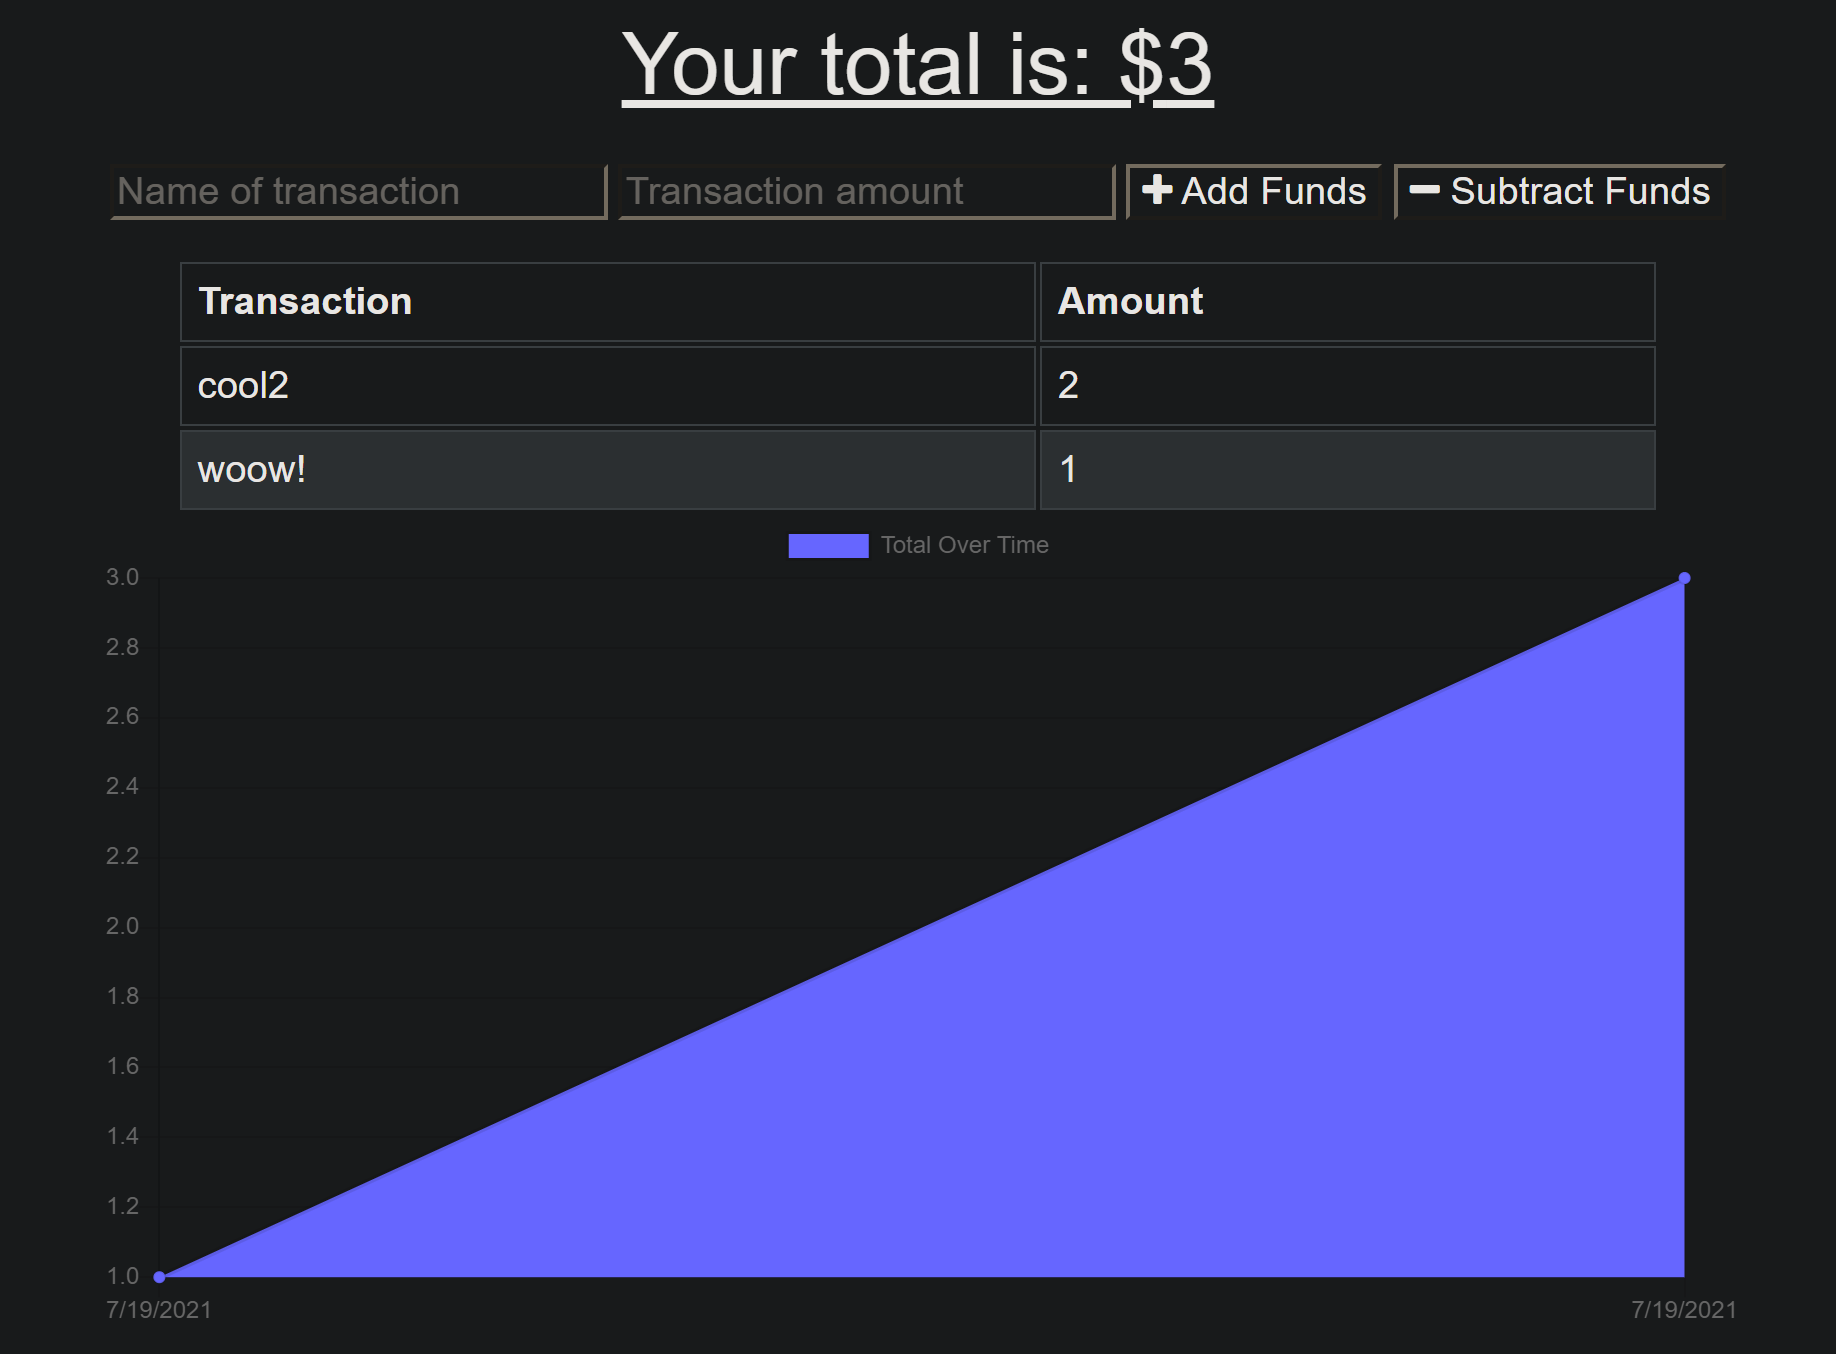 Your total is: $3
Name of transaction Transaction amount Add Funds Subtract Funds
Transaction Amount
cool2 2
woow! 1
Total Over Time
3.0
2.8
2.6
2.4
2.2
2.0
1.8
1.6
1.4
1.2
1.0
7/19/2021 7/19/2021